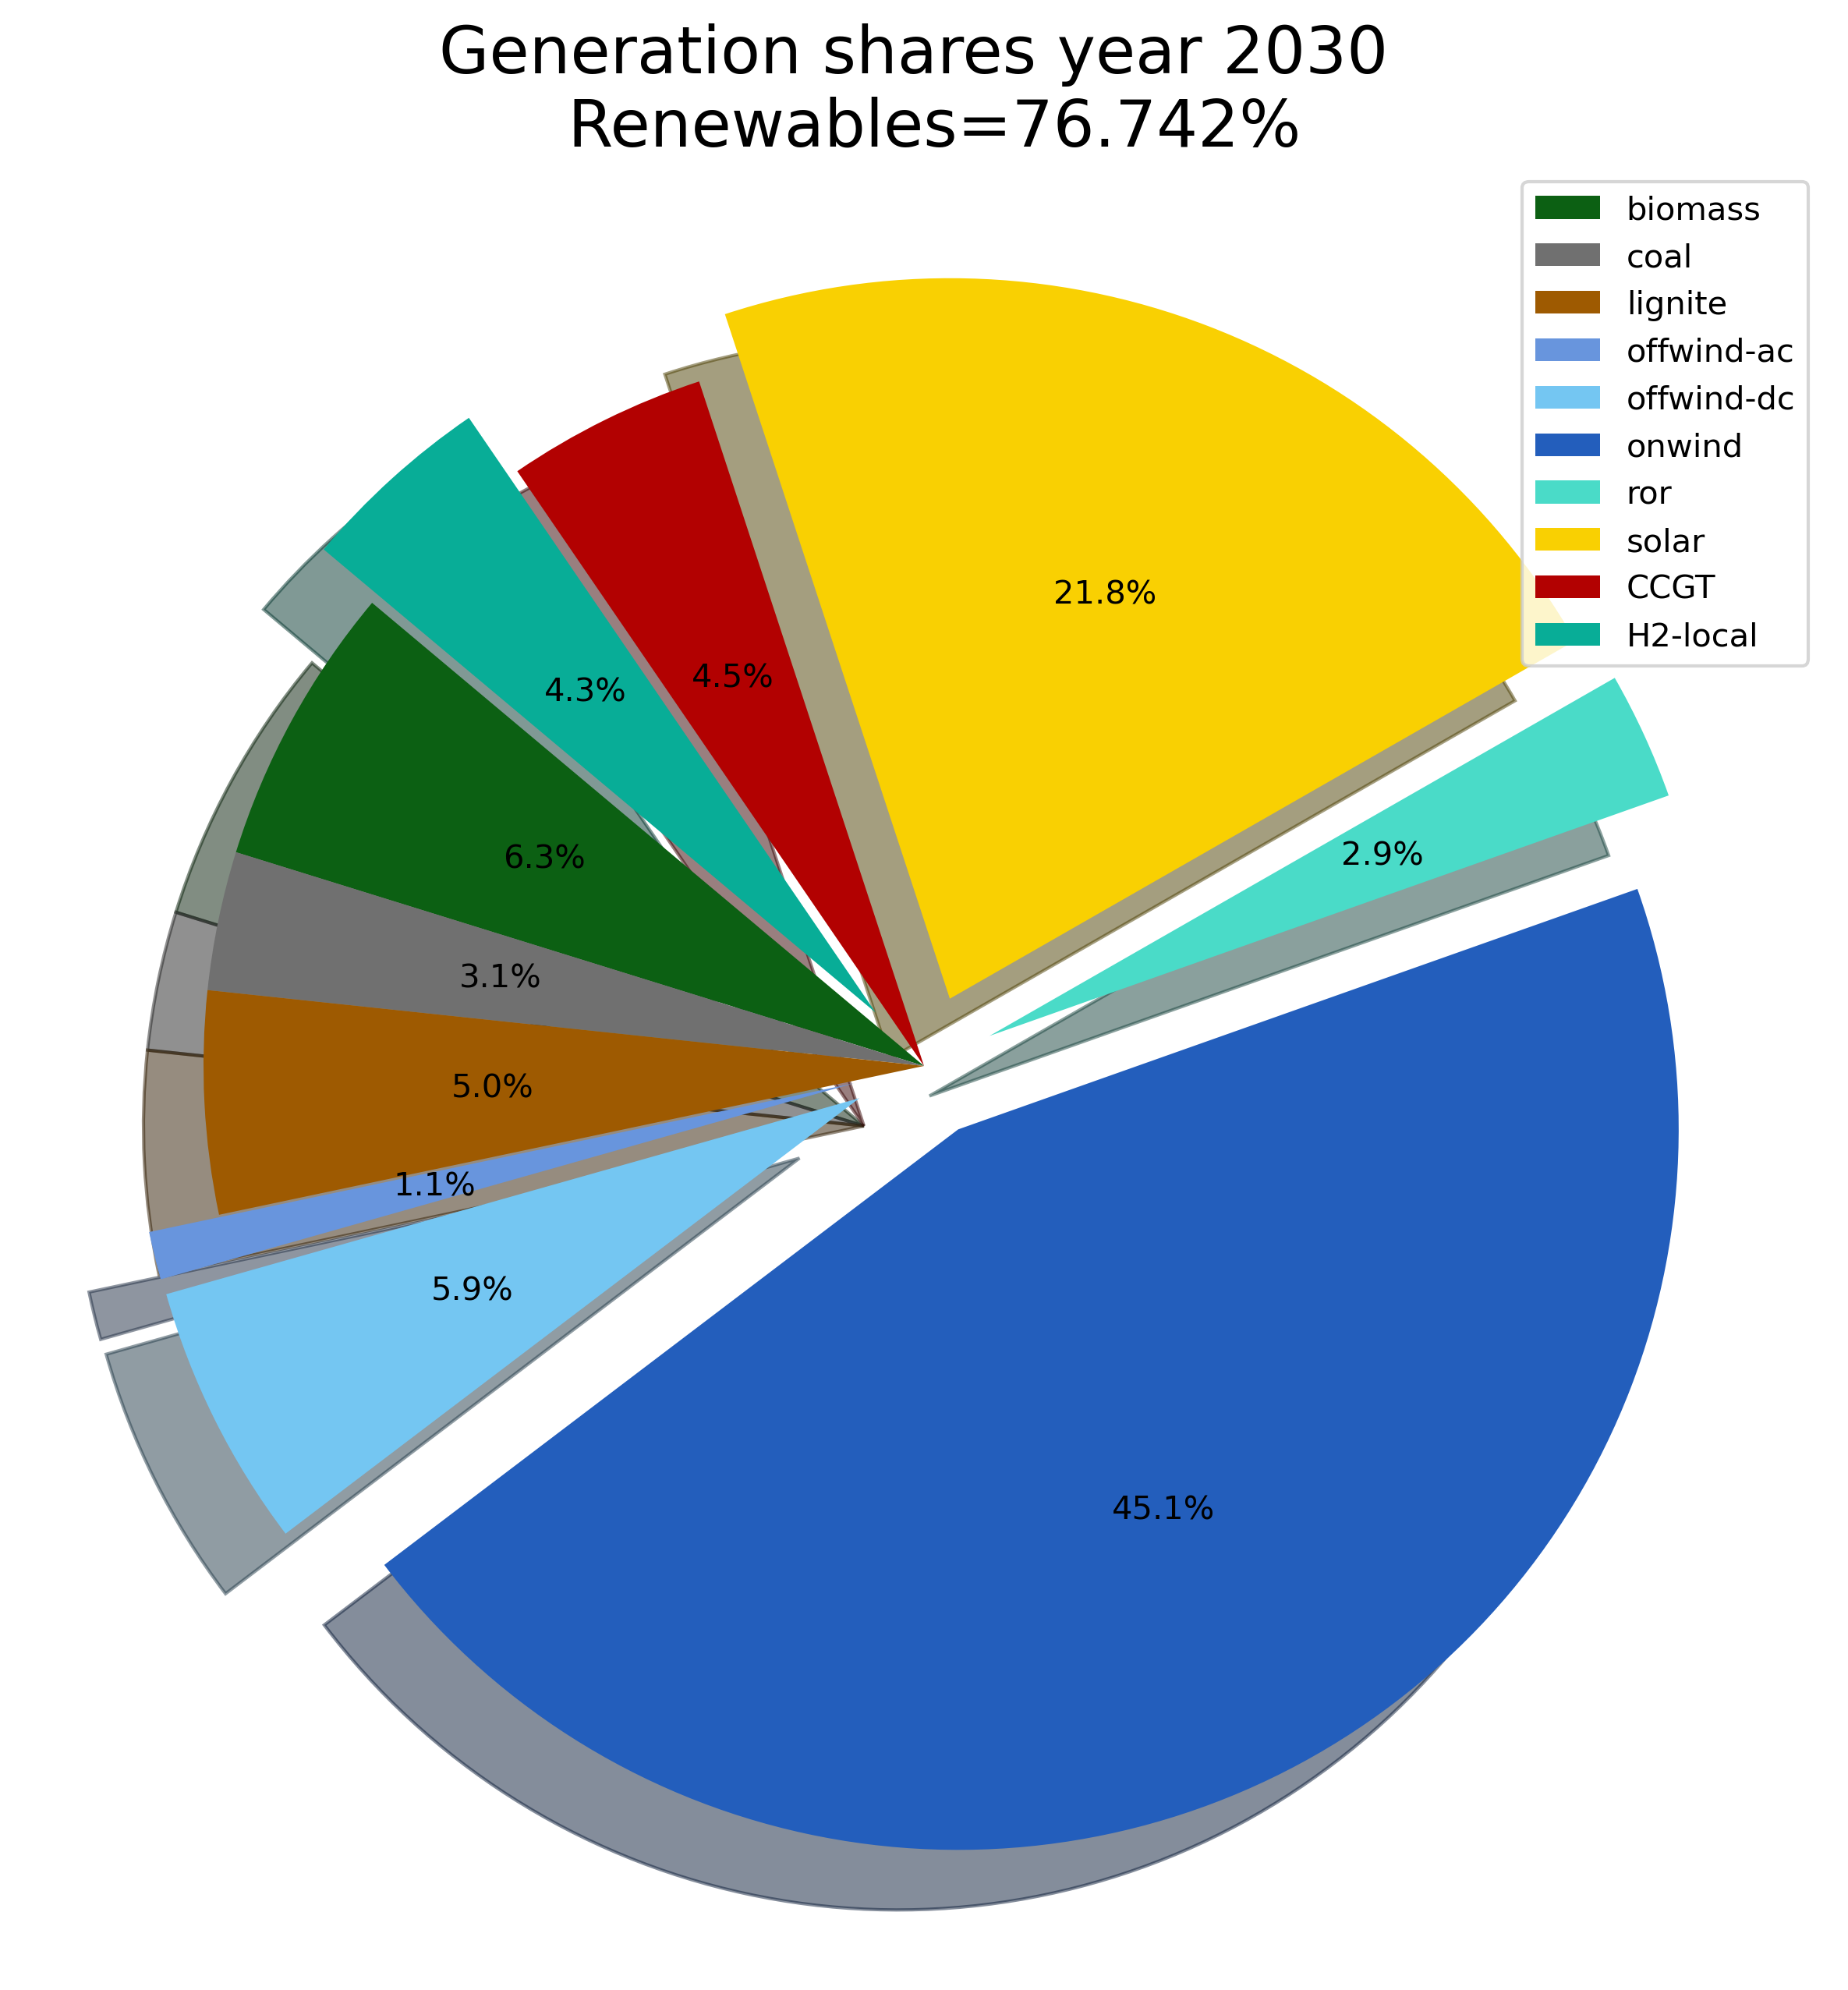 Generation shares year 2030
Renewables=76.742%
biomass
coal
lignite
offwind-ac
offwind-dc
onwind
ror
solar
CCGT
H2-local
21.8%
4.5%
4.3%
2.9%
6.3%
3.1%
5.0%
1.1%
5.9%
45.1%